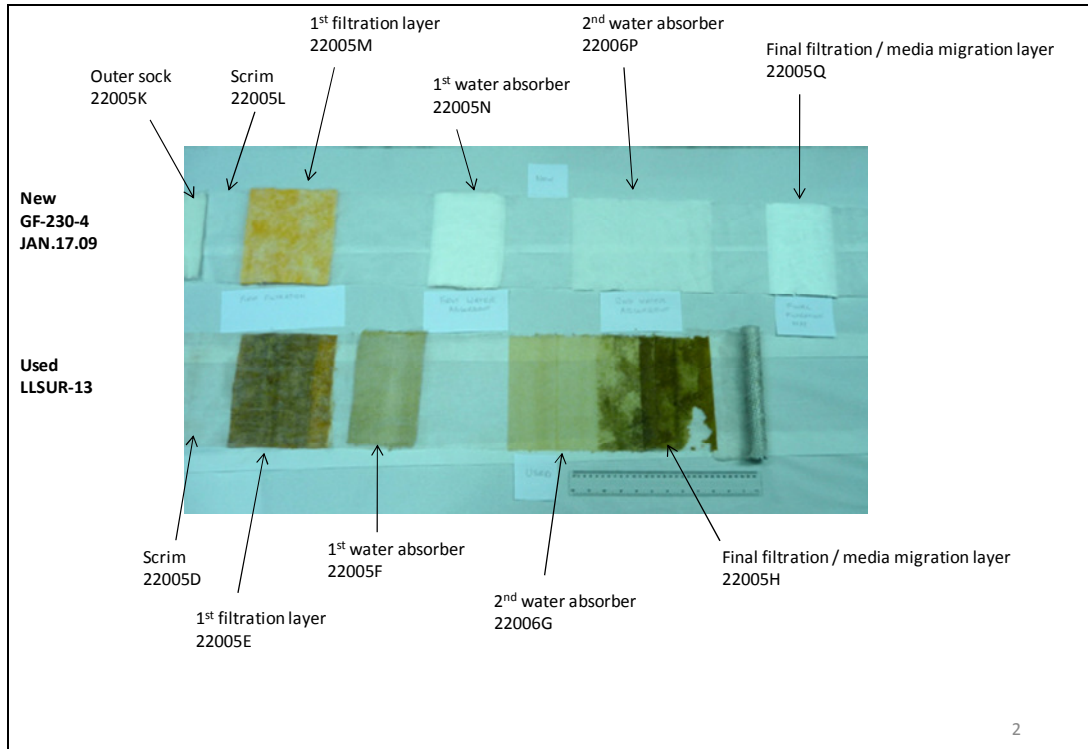 1st filtration layer
22005M
2nd water absorber
22006P
Final filtration / media migration layer
22005Q
Outer sock
22005K
Scrim
22005L
1st water absorber
22005N
New
GF-230-4
JAN.17.09
Used
LLSUR-13
USED
Scrim
22005D
1st water absorber
22005F
Final filtration / media migration layer
22005H
1st filtration layer
22005E
2nd water absorber
22006G
2